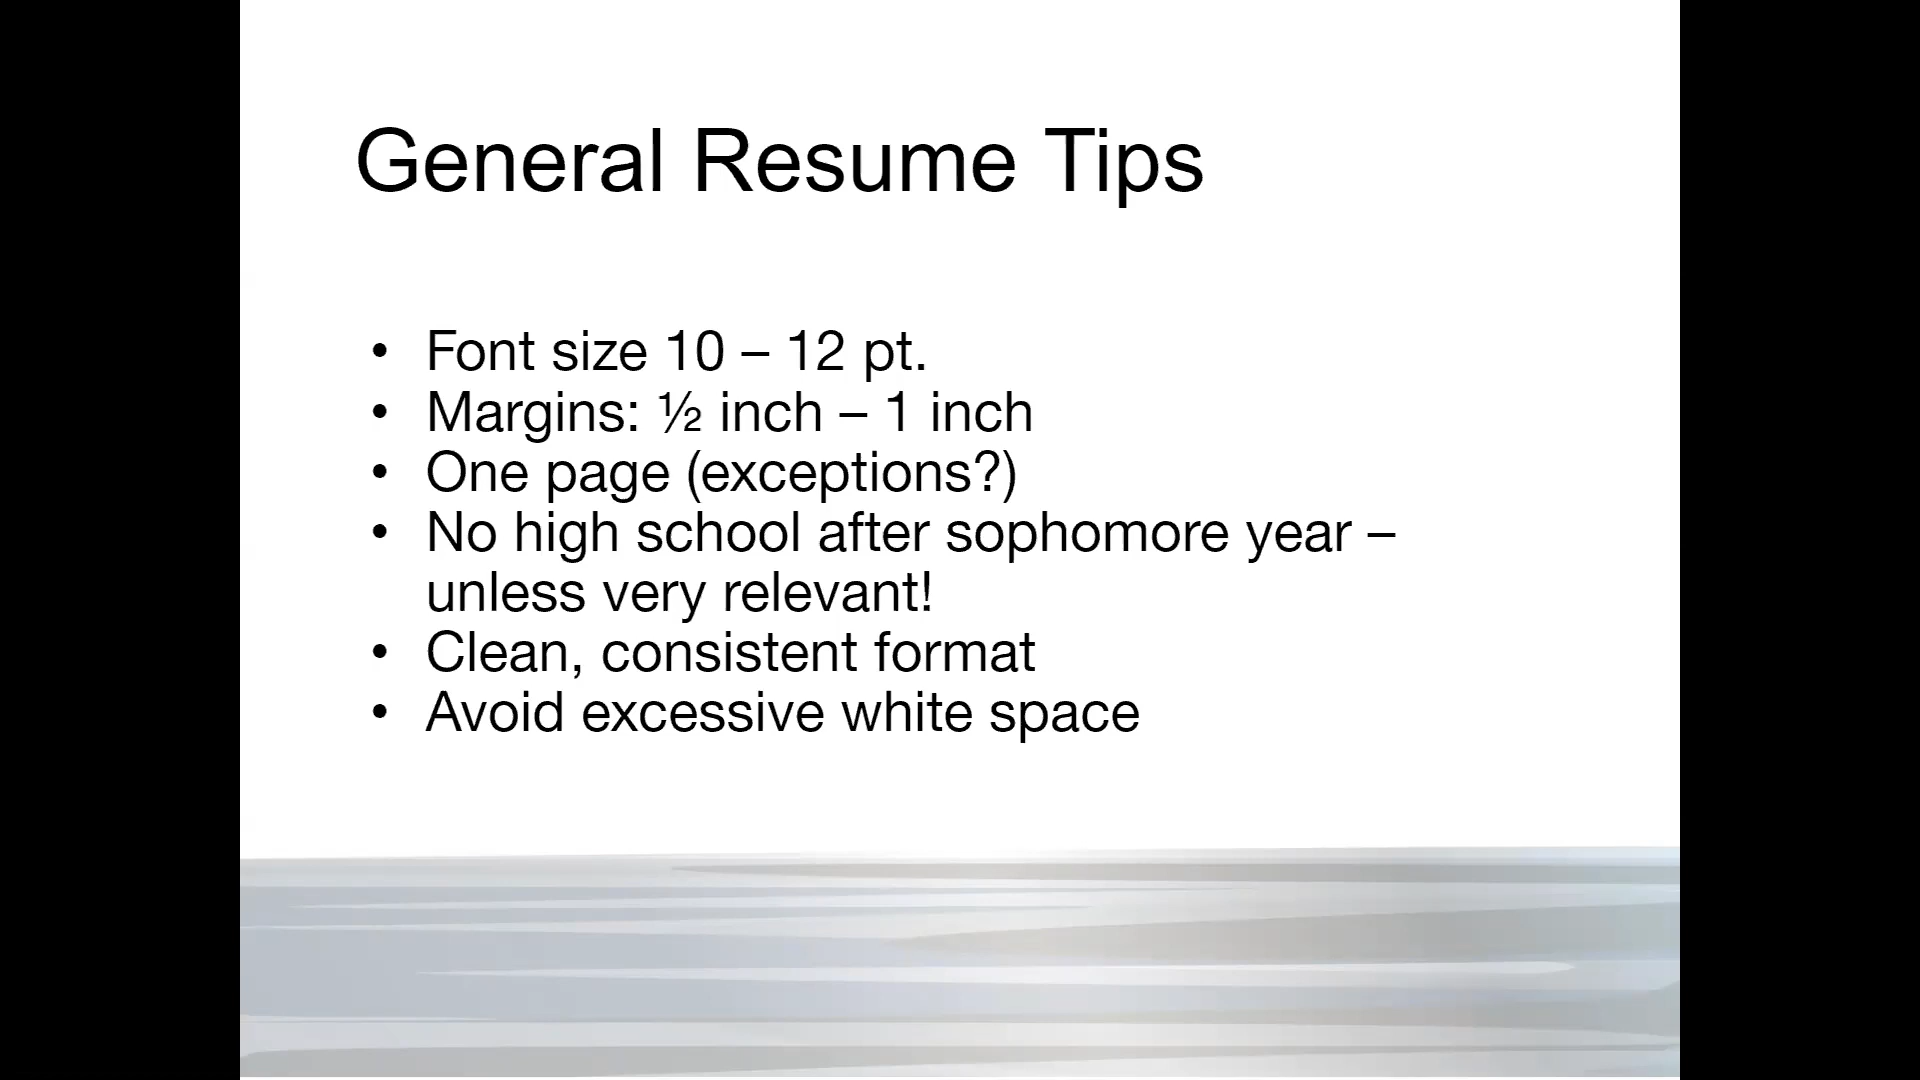 General Resume Tips
• Font size 10 – 12 pt.
• Margins: ½ inch – 1 inch
• One page (exceptions?)
• No high school after sophomore year –
unless very relevant!
• Clean, consistent format
• Avoid excessive white space